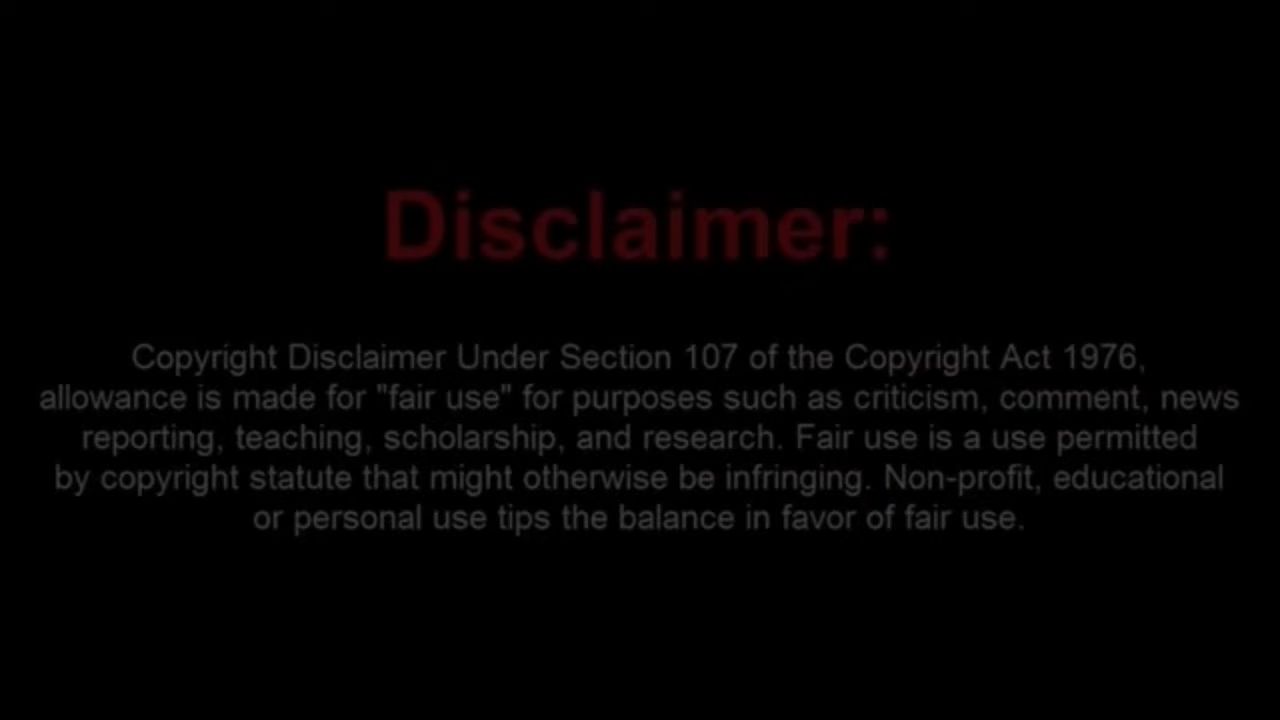 Disclaimer:
Copyright Disclaimer Under Section 107 of the Copyright Act 1976,
allowance is made for "fair use" for purposes such as criticism, comment, news
reporting, teaching, scholarship, and research. Fair use is a use permitted
by copyright statute that might otherwise be infringing. Non-profit, educational
or personal use tips the balance in favor of fair use.